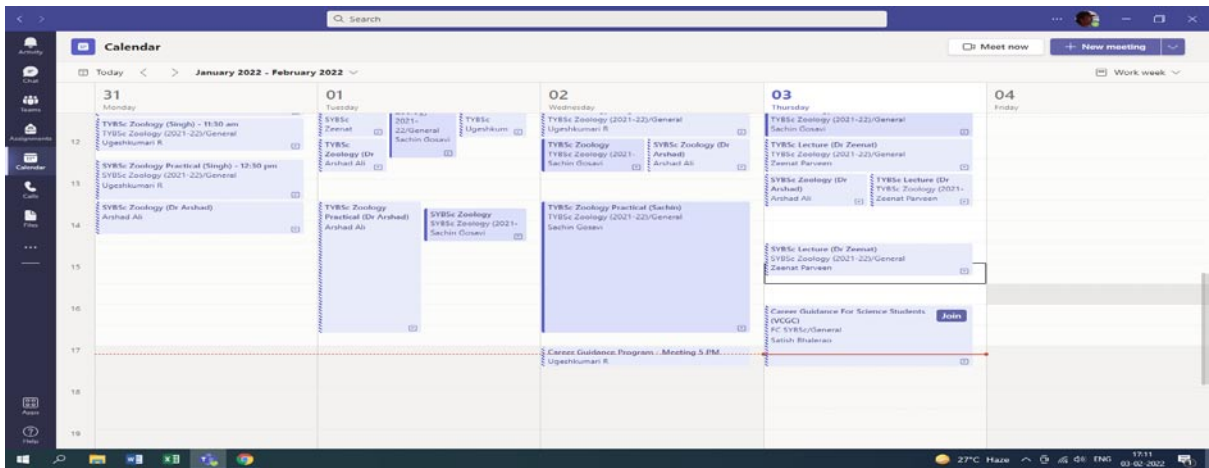 Search
Activity
Chat
Teams
Assignments
Calendar
Calls
Files
Apps
Help
Calendar
Meet now
New meeting
Today
January 2022 - February 2022
Work week
31
Monday
01
Tuesday
02
Wednesday
03
Thursday
04
Friday
12
13
14
15
16
17
18
19
TYBSc Zoology (Singh) - 11:30 am
TYBSc Zoology (2021-22)/General
Ugeshkumari R
SYBSc Zoology Practical (Singh) - 12:30 pm
SYBSc Zoology (2021-22)/General
Ugeshkumari R
SYBSc Zoology (Dr Arshad)
Arshad Ali
SYBSc
Zeenat
2021-
22/General
Sachin Gosavi
TYBSc
Ugeshkum
TYBSc
Zoology (Dr
Arshad Ali
TYBSc Zoology
Practical (Dr Arshad)
Arshad Ali
SYBSc Zoology
SYBSc Zoology (2021-
Sachin Gosavi
TYBSc Zoology (2021-22)/General
Ugeshkumari R
TYBSc Zoology
TYBSc Zoology (2021-
Sachin Gosavi
SYBSc Zoology (Dr
Arshad)
Arshad Ali
TYBSc Zoology Practical (Sachin)
TYBSc Zoology (2021-22)/General
Sachin Gosavi
Career Guidance Program - Meeting 5 PM
Ugeshkumari R
TYBSc Zoology (2021-22)/General
Sachin Gosavi
TYBSc Lecture (Dr Zeenat)
TYBSc Zoology (2021-22)/General
Zeenat Parveen
SYBSc Zoology (Dr
Arshad)
Arshad Ali
TYBSc Lecture (Dr
TYBSc Zoology (2021-
Zeenat Parveen
SYBSc Lecture (Dr Zeenat)
SYBSc Zoology (2021-22)/General
Zeenat Parveen
Career Guidance For Science Students
(VCGC)
FC SYBSc/General
Satish Bhalerao
Join
27°C Haze
ENG
17:11
03-02-2022